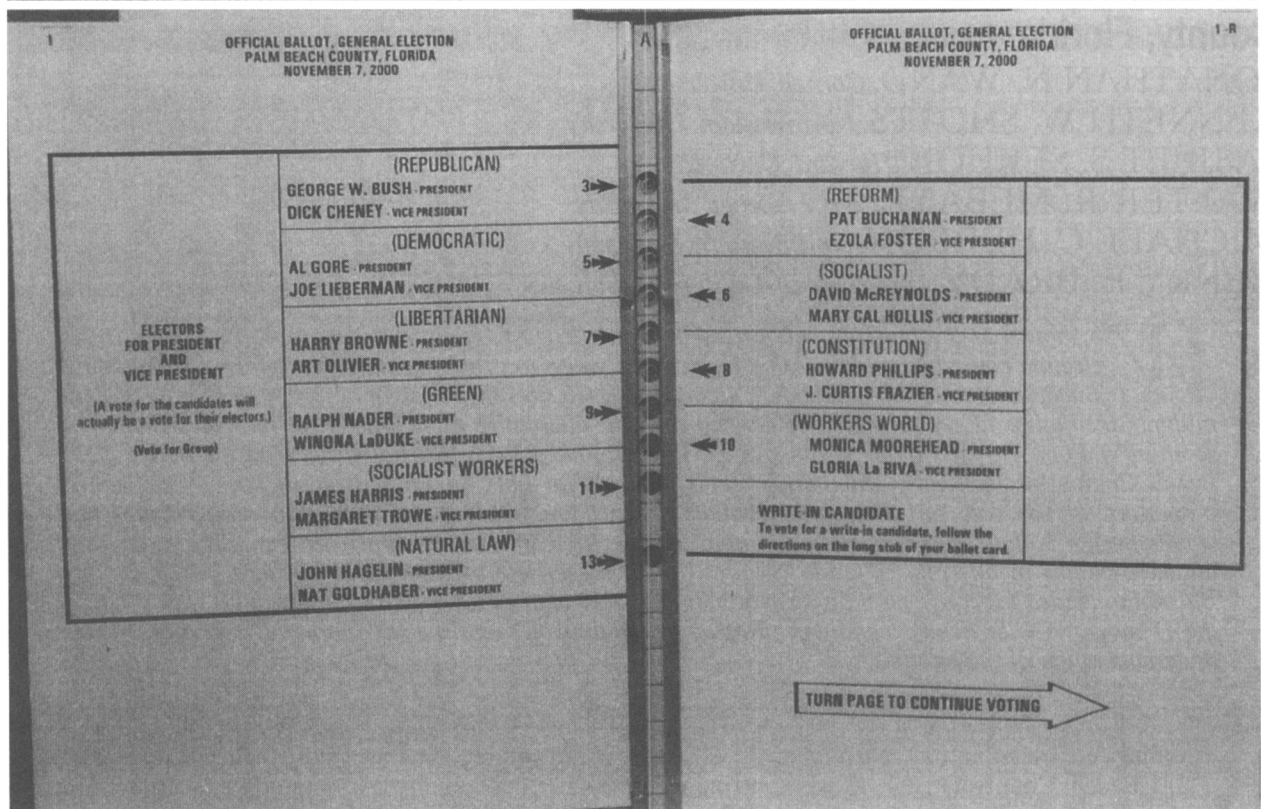 1
OFFICIAL BALLOT, GENERAL ELECTION
PALM BEACH COUNTY, FLORIDA
NOVEMBER 7, 2000
ELECTORS
FOR PRESIDENT
AND
VICE PRESIDENT
(A vote for the candidates will
actually be a vote for their electors.)
(Vote for Group)
(REPUBLICAN)
GEORGE W. BUSH - PRESIDENT
DICK CHENEY - VICE PRESIDENT
3
(DEMOCRATIC)
AL GORE - PRESIDENT
JOE LIEBERMAN - VICE PRESIDENT
5
(LIBERTARIAN)
HARRY BROWNE - PRESIDENT
ART OLIVIER - VICE PRESIDENT
7
(GREEN)
RALPH NADER - PRESIDENT
WINONA LaDUKE - VICE PRESIDENT
9
(SOCIALIST WORKERS)
JAMES HARRIS - PRESIDENT
MARGARET TROWE - VICE PRESIDENT
11
(NATURAL LAW)
JOHN HAGELIN - PRESIDENT
NAT GOLDHABER - VICE PRESIDENT
13
A
OFFICIAL BALLOT, GENERAL ELECTION
PALM BEACH COUNTY, FLORIDA
NOVEMBER 7, 2000
1-R
(REFORM)
4 PAT BUCHANAN - PRESIDENT
EZOLA FOSTER - VICE PRESIDENT
(SOCIALIST)
6 DAVID McREYNOLDS - PRESIDENT
MARY CAL HOLLIS - VICE PRESIDENT
(CONSTITUTION)
8 HOWARD PHILLIPS - PRESIDENT
J. CURTIS FRAZIER - VICE PRESIDENT
(WORKERS WORLD)
10 MONICA MOOREHEAD - PRESIDENT
GLORIA La RIVA - VICE PRESIDENT
WRITE-IN CANDIDATE
To vote for a write-in candidate, follow the
directions on the long stub of your ballot card.
TURN PAGE TO CONTINUE VOTING